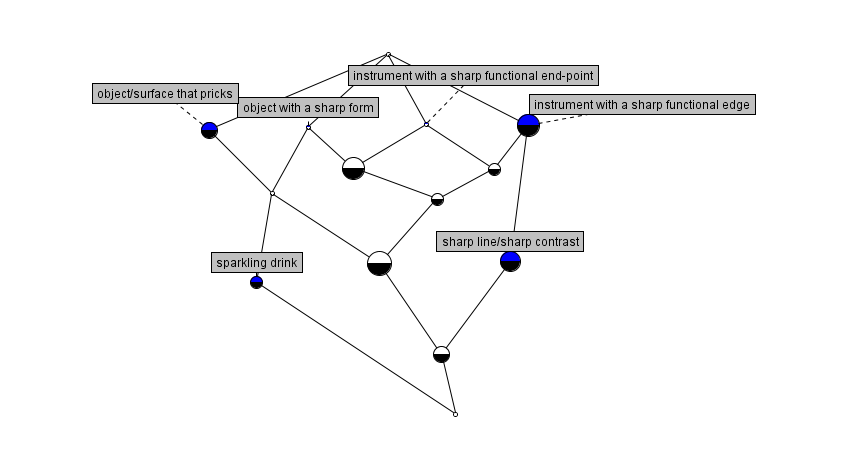 instrument with a sharp functional end-point
object/surface that pricks
object with a sharp form
instrument with a sharp functional edge
sharp line/sharp contrast
sparkling drink